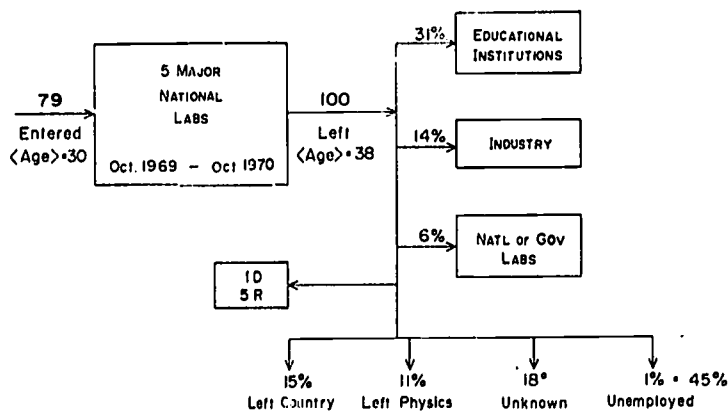 31%
EDUCATIONAL
INSTITUTIONS
5 MAJOR
NATIONAL
LABS
79
Entered
⟨Age⟩=30
Oct. 1969 - Oct 1970
100
Left
⟨Age⟩=38
14%
INDUSTRY
6%
NATL or GOV
LABS
1D
5R
15%
Left Country
11%
Left Physics
18%
Unknown
1% = 45%
Unemployed